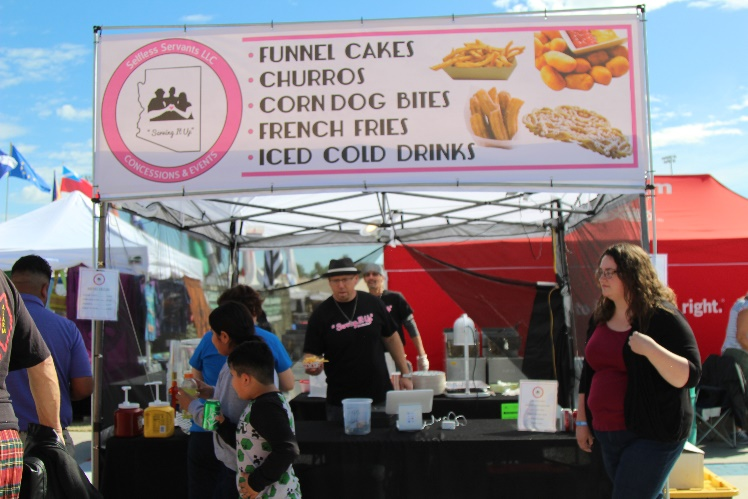 Selfless Servants LLC
"Serving It Up"
CONCESSIONS & EVENTS
• FUNNEL CAKES
• CHURROS
• CORN DOG BITES
• FRENCH FRIES
• ICED COLD DRINKS
right.